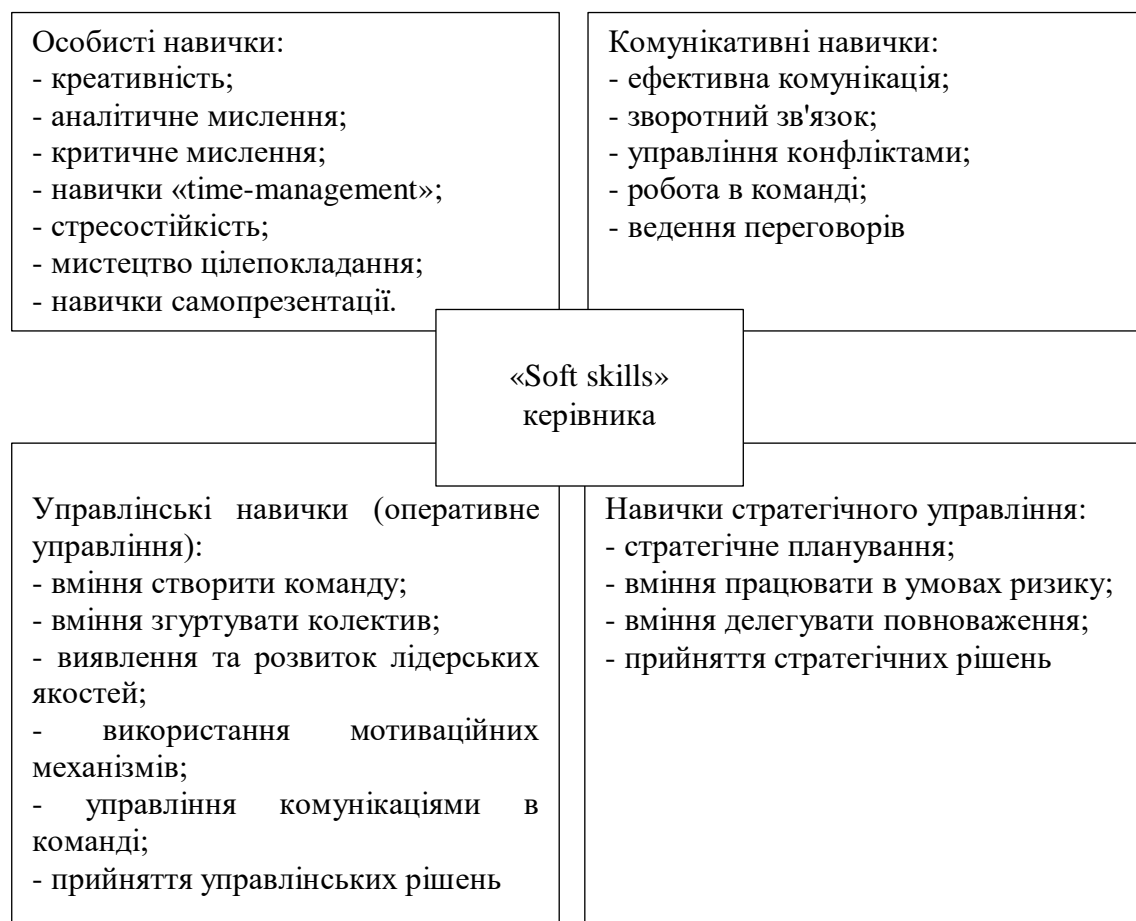 Особисті навички:
- креативність;
- аналітичне мислення;
- критичне мислення;
- навички «time-management»;
- стресостійкість;
- мистецтво цілепокладання;
- навички самопрезентації.
Комунікативні навички:
- ефективна комунікація;
- зворотний зв'язок;
- управління конфліктами;
- робота в команді;
- ведення переговорів
«Soft skills»
керівника
Управлінські навички (оперативне
управління):
- вміння створити команду;
- вміння згуртувати колектив;
- виявлення та розвиток лідерських
якостей;
- використання мотиваційних
механізмів;
- управління комунікаціями в
команді;
- прийняття управлінських рішень
Навички стратегічного управління:
- стратегічне планування;
- вміння працювати в умовах ризику;
- вміння делегувати повноваження;
- прийняття стратегічних рішень